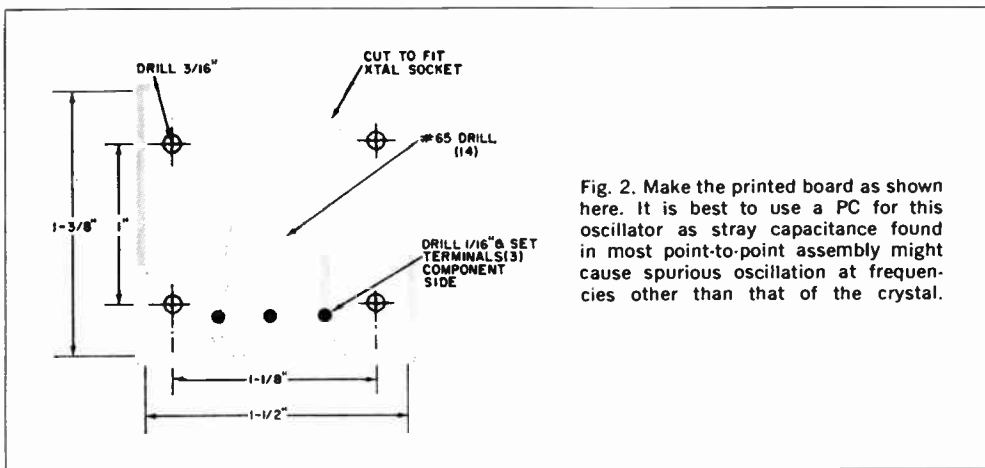 DRILL 3/16"
CUT TO FIT
XTAL SOCKET
#65 DRILL
(14)
1-3/8"
1"
DRILL 1/16" & SET
TERMINALS(3)
COMPONENT
SIDE
1-1/8"
1-1/2"
Fig. 2. Make the printed board as shown
here. It is best to use a PC for this
oscillator as stray capacitance found
in most point-to-point assembly might
cause spurious oscillation at frequen-
cies other than that of the crystal.